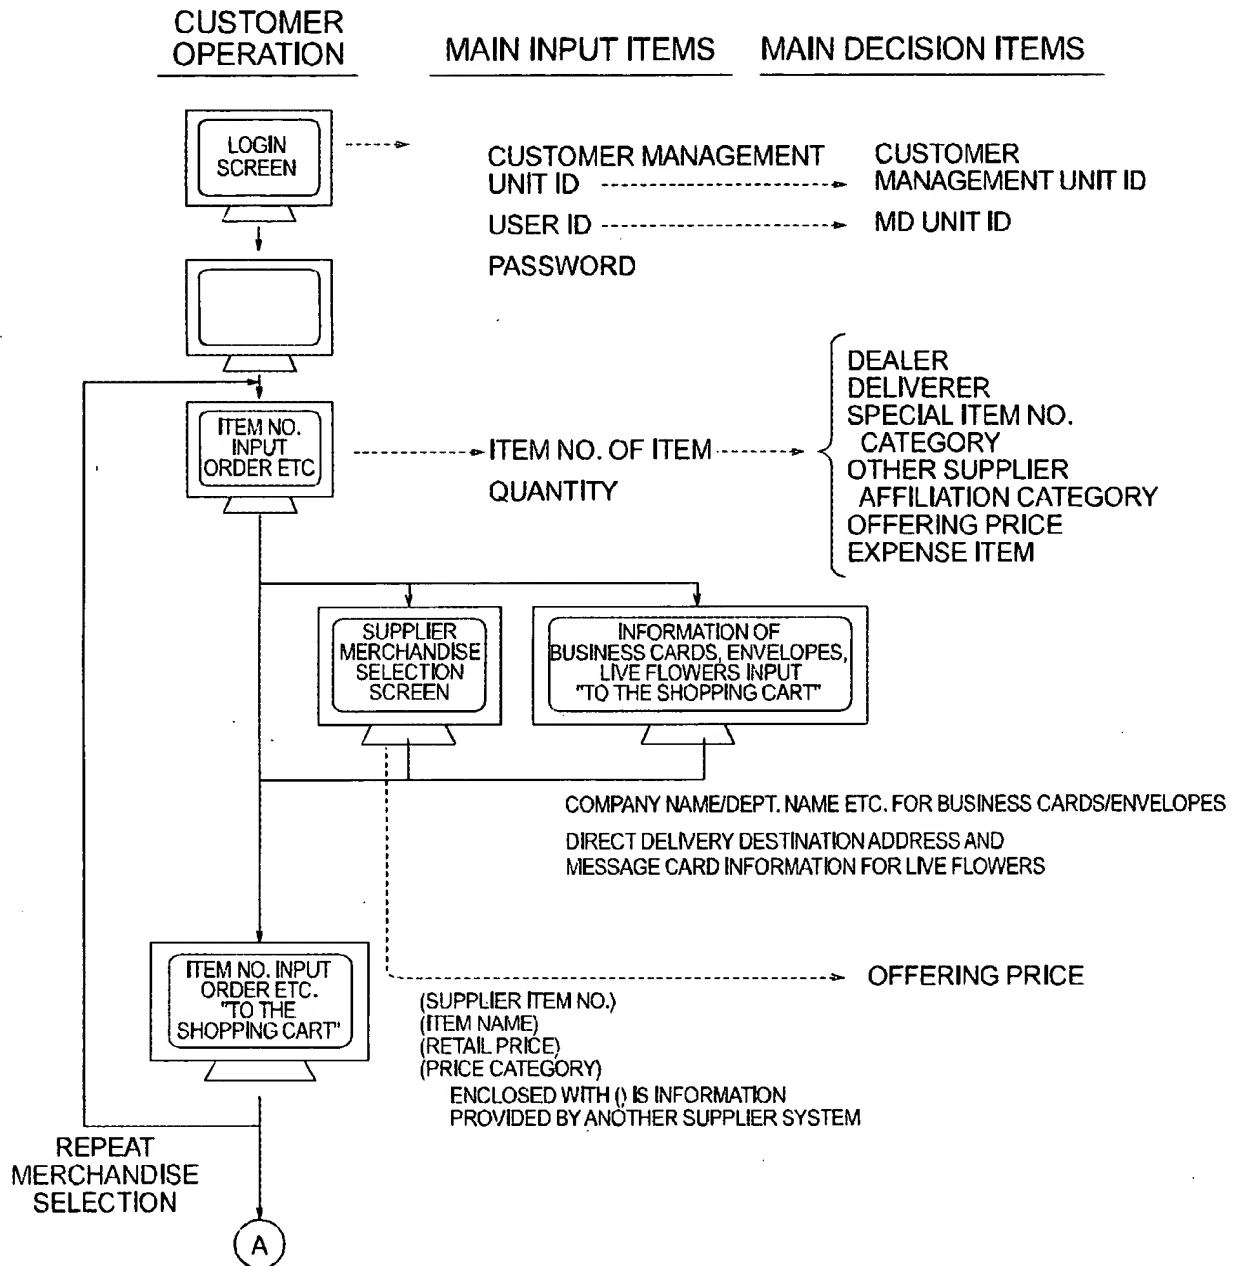 CUSTOMER
OPERATION
MAIN INPUT ITEMS
MAIN DECISION ITEMS
LOGIN
SCREEN
CUSTOMER MANAGEMENT
UNIT ID
CUSTOMER
MANAGEMENT UNIT ID
USER ID
MD UNIT ID
PASSWORD
ITEM NO.
INPUT
ORDER ETC
ITEM NO. OF ITEM
QUANTITY
DEALER
DELIVERER
SPECIAL ITEM NO.
CATEGORY
OTHER SUPPLIER
AFFILIATION CATEGORY
OFFERING PRICE
EXPENSE ITEM
SUPPLIER
MERCHANDISE
SELECTION
SCREEN
INFORMATION OF
BUSINESS CARDS, ENVELOPES,
LIVE FLOWERS INPUT
"TO THE SHOPPING CART"
COMPANY NAME/DEPT. NAME ETC. FOR BUSINESS CARDS/ENVELOPES
DIRECT DELIVERY DESTINATION ADDRESS AND
MESSAGE CARD INFORMATION FOR LIVE FLOWERS
ITEM NO. INPUT
ORDER ETC.
"TO THE
SHOPPING CART"
OFFERING PRICE
(SUPPLIER ITEM NO.)
(ITEM NAME)
(RETAIL PRICE)
(PRICE CATEGORY)
ENCLOSED WITH () IS INFORMATION
PROVIDED BY ANOTHER SUPPLIER SYSTEM
REPEAT
MERCHANDISE
SELECTION
A